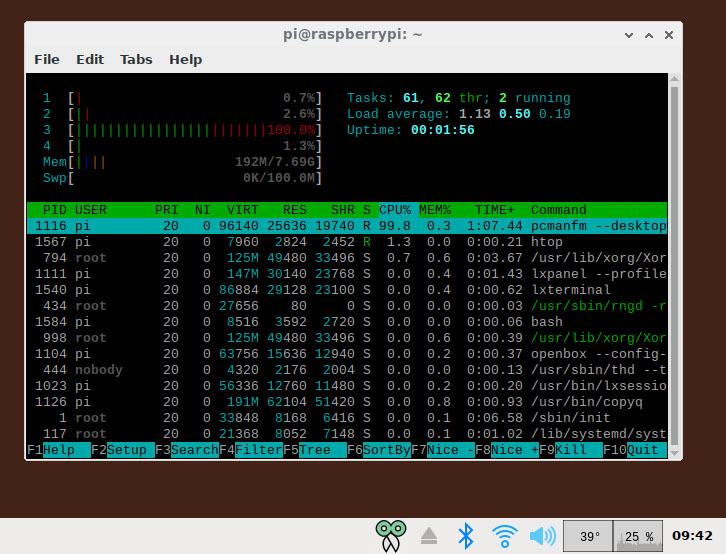 pi@raspberrypi: ~
File Edit Tabs Help
1 [| 0.7%] Tasks: 61, 62 thr; 2 running
2 [|| 2.6%] Load average: 1.13 0.50 0.19
3 [||||||||||||||||||||||||100.0%] Uptime: 00:01:56
4 [| 1.3%]
Mem[|||| 192M/7.69G]
Swp[ 0K/100.0M]
PID USER PRI NI VIRT RES SHR S CPU% MEM% TIME+ Command
1116 pi 20 0 96140 25636 19740 R 99.8 0.3 1:07.44 pcmanfm --desktop
1567 pi 20 0 7960 2824 2452 R 1.3 0.0 0:00.21 htop
794 root 20 0 125M 49480 33496 S 0.7 0.6 0:03.67 /usr/lib/xorg/Xor
1111 pi 20 0 147M 30140 23768 S 0.0 0.4 0:01.43 lxpanel --profile
1540 pi 20 0 86884 29128 23100 S 0.0 0.4 0:00.62 lxterminal
434 root 20 0 27656 80 0 S 0.0 0.0 0:00.03 /usr/sbin/rngd -r
1584 pi 20 0 8516 3592 2720 S 0.0 0.0 0:00.06 bash
998 root 20 0 125M 49480 33496 S 0.0 0.6 0:00.39 /usr/lib/xorg/Xor
1104 pi 20 0 63756 15636 12940 S 0.0 0.2 0:00.37 openbox --config-
444 nobody 20 0 4320 2176 2004 S 0.0 0.0 0:00.13 /usr/sbin/thd --t
1023 pi 20 0 56336 12760 11480 S 0.0 0.2 0:00.20 /usr/bin/lxsessio
1126 pi 20 0 191M 62104 51420 S 0.0 0.8 0:00.93 /usr/bin/copyq
1 root 20 0 33848 8168 6416 S 0.0 0.1 0:06.58 /sbin/init
117 root 20 0 21368 8052 7148 S 0.0 0.1 0:01.02 /lib/systemd/syst
F1Help F2Setup F3SearchF4FilterF5Tree F6SortByF7Nice -F8Nice +F9Kill F10Quit
39° 25 % 09:42